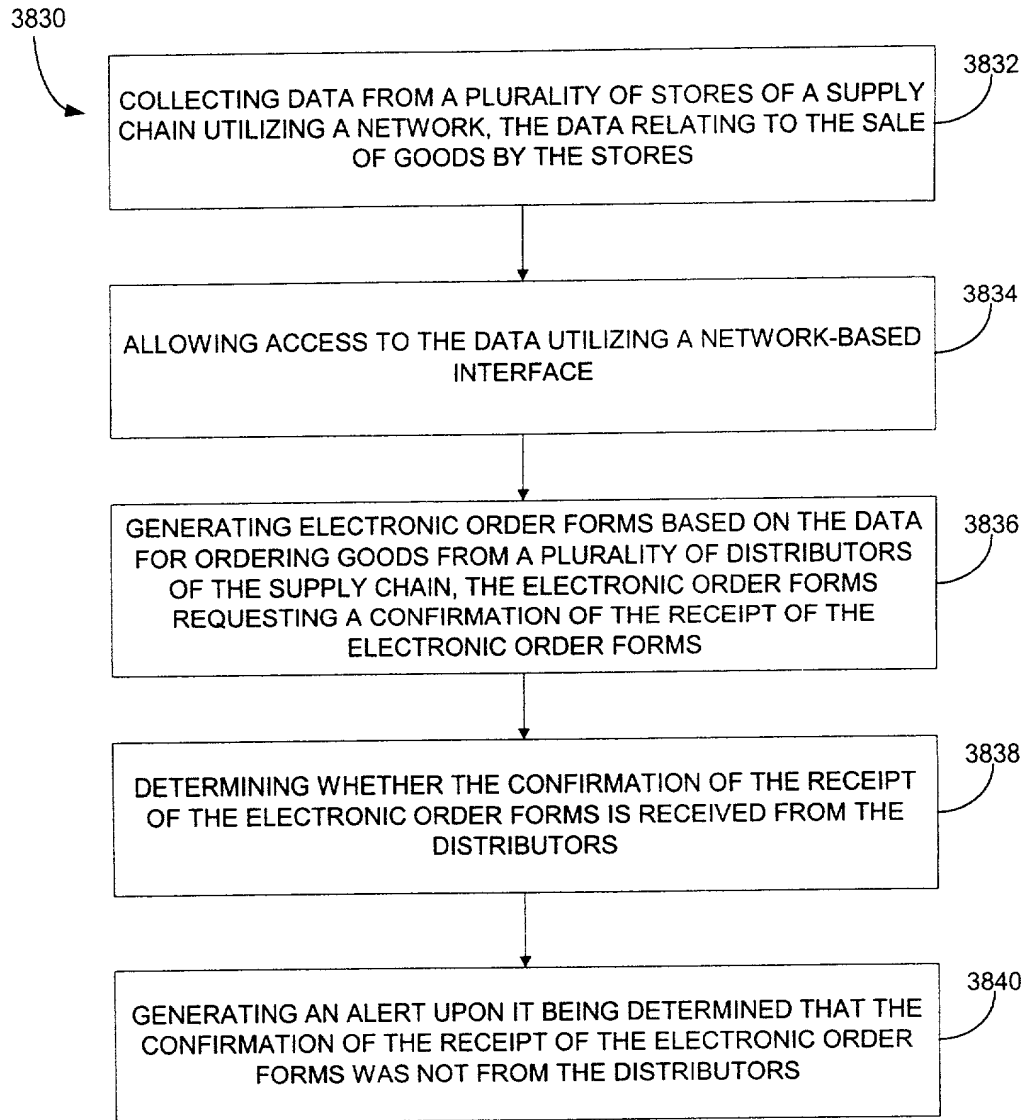 3830
3832
COLLECTING DATA FROM A PLURALITY OF STORES OF A SUPPLY
CHAIN UTILIZING A NETWORK, THE DATA RELATING TO THE SALE
OF GOODS BY THE STORES
3834
ALLOWING ACCESS TO THE DATA UTILIZING A NETWORK-BASED
INTERFACE
3836
GENERATING ELECTRONIC ORDER FORMS BASED ON THE DATA
FOR ORDERING GOODS FROM A PLURALITY OF DISTRIBUTORS
OF THE SUPPLY CHAIN, THE ELECTRONIC ORDER FORMS
REQUESTING A CONFIRMATION OF THE RECEIPT OF THE
ELECTRONIC ORDER FORMS
3838
DETERMINING WHETHER THE CONFIRMATION OF THE RECEIPT
OF THE ELECTRONIC ORDER FORMS IS RECEIVED FROM THE
DISTRIBUTORS
3840
GENERATING AN ALERT UPON IT BEING DETERMINED THAT THE
CONFIRMATION OF THE RECEIPT OF THE ELECTRONIC ORDER
FORMS WAS NOT FROM THE DISTRIBUTORS